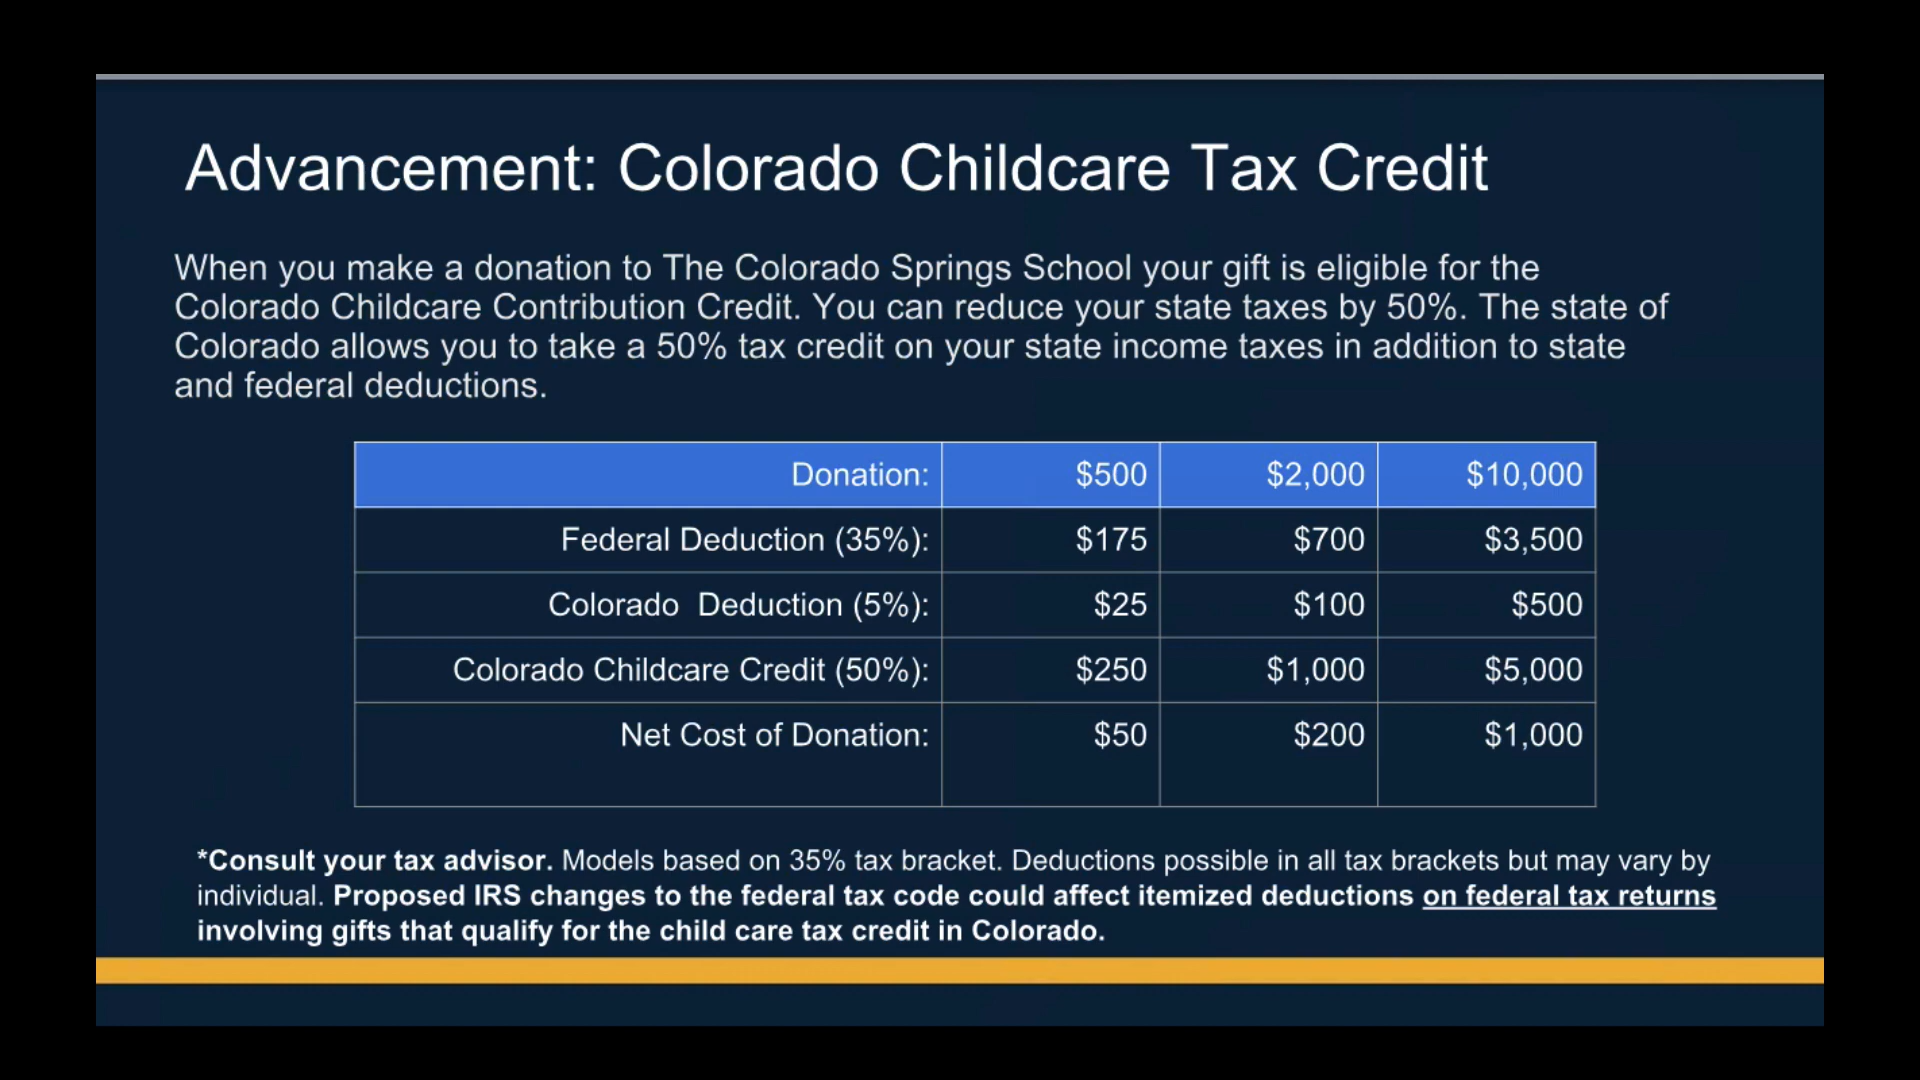 Advancement: Colorado Childcare Tax Credit
When you make a donation to The Colorado Springs School your gift is eligible for the
Colorado Childcare Contribution Credit. You can reduce your state taxes by 50%. The state of
Colorado allows you to take a 50% tax credit on your state income taxes in addition to state
and federal deductions.
Donation: $500 $2,000 $10,000
Federal Deduction (35%): $175 $700 $3,500
Colorado  Deduction (5%): $25 $100 $500
Colorado Childcare Credit (50%): $250 $1,000 $5,000
Net Cost of Donation: $50 $200 $1,000
*Consult your tax advisor. Models based on 35% tax bracket. Deductions possible in all tax brackets but may vary by
individual. Proposed IRS changes to the federal tax code could affect itemized deductions on federal tax returns
involving gifts that qualify for the child care tax credit in Colorado.